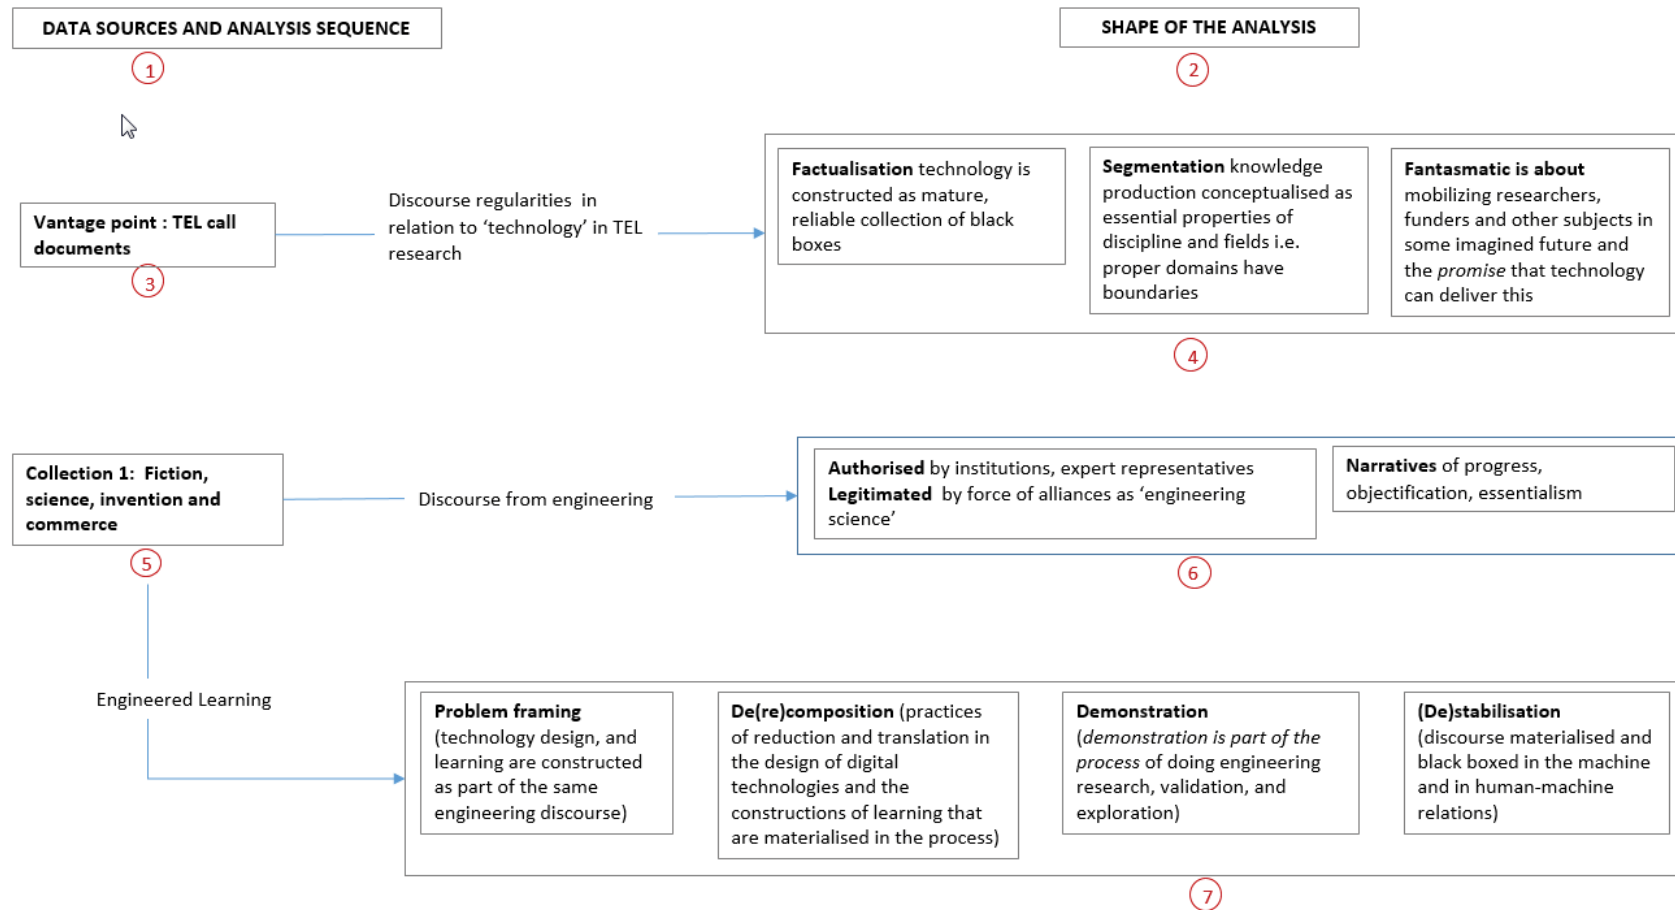 DATA SOURCES AND ANALYSIS SEQUENCE
1
SHAPE OF THE ANALYSIS
2
Vantage point : TEL call
documents
3
Discourse regularities in
relation to ‘technology’ in TEL
research
Factualisation technology is
constructed as mature,
reliable collection of black
boxes
Segmentation knowledge
production conceptualised as
essential properties of
discipline and fields i.e.
proper domains have
boundaries
Fantasmatic is about
mobilizing researchers,
funders and other subjects in
some imagined future and
the promise that technology
can deliver this
4
Collection 1: Fiction,
science, invention and
commerce
5
Discourse from engineering
Authorised by institutions, expert representatives
Legitimated by force of alliances as ‘engineering
science’
Narratives of progress,
objectification, essentialism
6
Engineered Learning
Problem framing
(technology design, and
learning are constructed
as part of the same
engineering discourse)
De(re)composition (practices
of reduction and translation in
the design of digital
technologies and the
constructions of learning that
are materialised in the process)
Demonstration
(demonstration is part of the
process of doing engineering
research, validation, and
exploration)
(De)stabilisation
(discourse materialised and
black boxed in the machine
and in human-machine
relations)
7